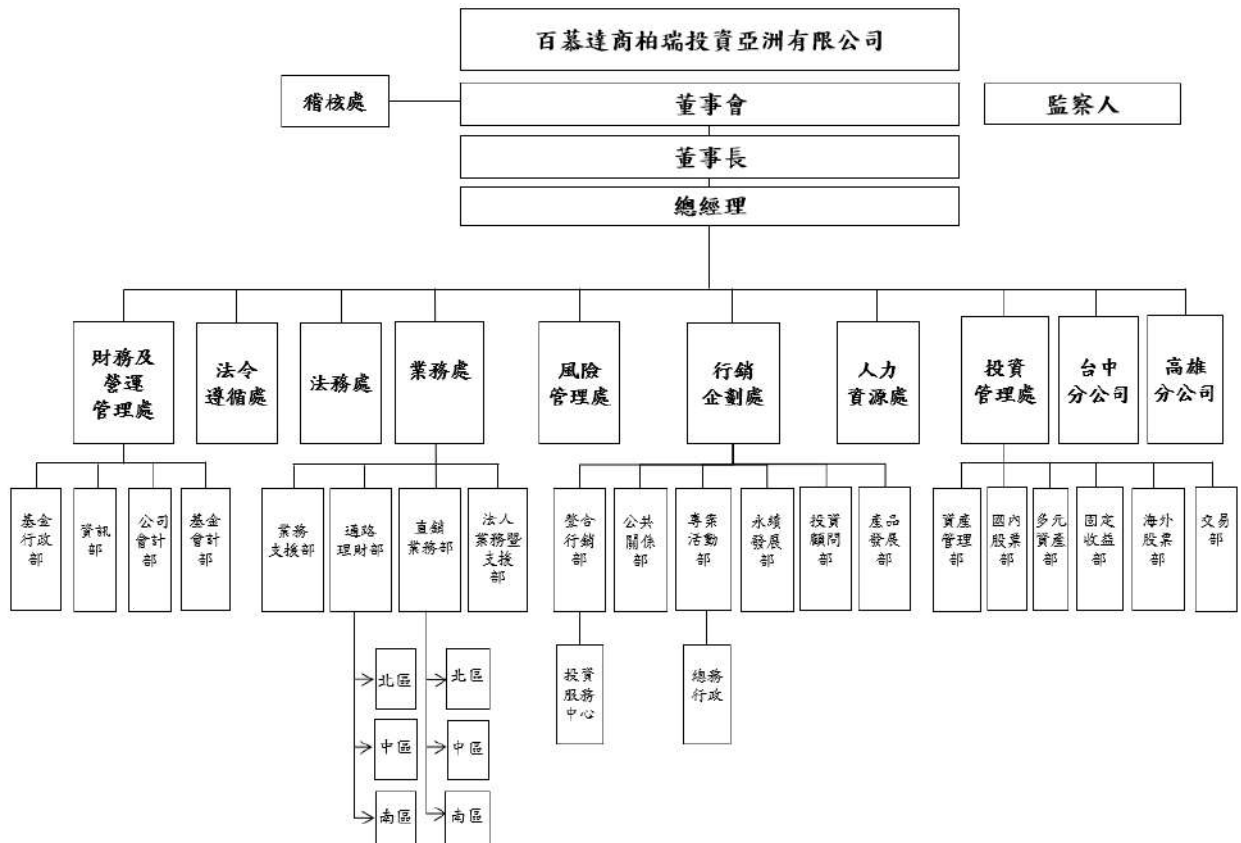 百慕達商柏瑞投資亞洲有限公司
稽核處
董事會
監察人
董事長
總經理
財務及
營運
管理處
法令
遵循處
法務處
業務處
風險
管理處
行銷
企劃處
人力
資源處
投資
管理處
台中
分公司
高雄
分公司
基金
行政
部
資訊
部
公司
會計
部
基金
會計
部
業務
支援部
通路
理財部
直銷
業務部
法人
業務暨
支援
部
整合
行銷
部
公共
關係
部
專案
活動
部
永續
發展
部
投資
顧問
部
產品
發展
部
資產
管理
部
國內
股票
部
多元
資產
部
固定
收益
部
海外
股票
部
交易
部
北區
中區
南區
北區
中區
南區
投資
服務
中心
總務
行政